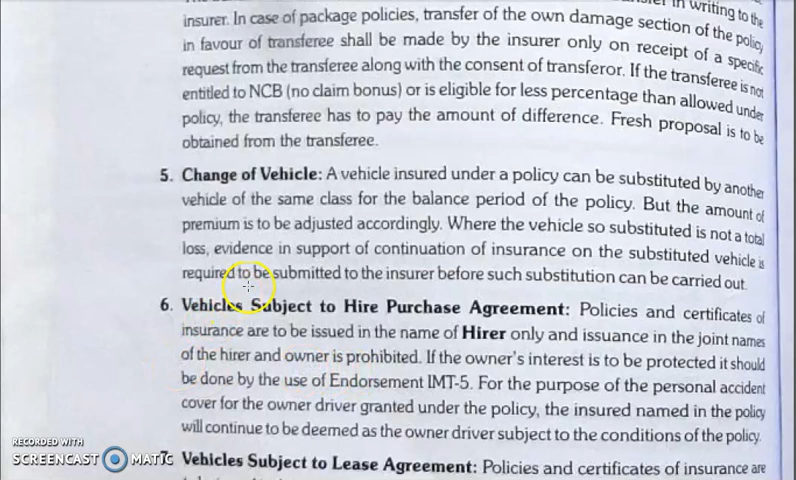 in writing to the
insurer. In case of package policies, transfer of the own damage section of the policy
in favour of transferee shall be made by the insurer only on receipt of a specific
request from the transferee along with the consent of transferor. If the transferee is not
entitled to NCB (no claim bonus) or is eligible for less percentage than allowed under
policy, the transferee has to pay the amount of difference. Fresh proposal is to be
obtained from the transferee.
5. Change of Vehicle: A vehicle insured under a policy can be substituted by another
vehicle of the same class for the balance period of the policy. But the amount of
premium is to be adjusted accordingly. Where the vehicle so substituted is not a total
loss, evidence in support of continuation of insurance on the substituted vehicle is
required to be submitted to the insurer before such substitution can be carried out.
6. Vehicles Subject to Hire Purchase Agreement: Policies and certificates of
insurance are to be issued in the name of Hirer only and issuance in the joint names
of the hirer and owner is prohibited. If the owner's interest is to be protected it should
be done by the use of Endorsement IMT-5. For the purpose of the personal accident
cover for the owner driver granted under the policy, the insured named in the policy
will continue to be deemed as the owner driver subject to the conditions of the policy.
7. Vehicles Subject to Lease Agreement: Policies and certificates of insurance are
RECORDED WITH
SCREENCAST MATIC